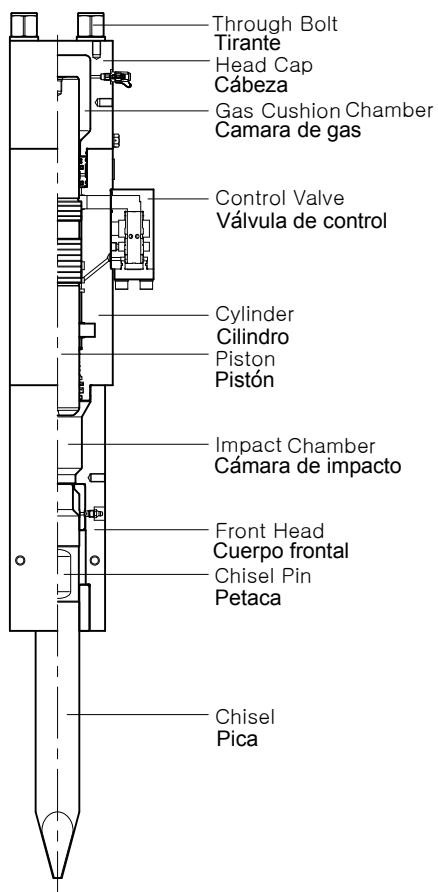 Through Bolt
Tirante
Head Cap
Cábeza
Gas Cushion Chamber
Camara de gas
Control Valve
Válvula de control
Cylinder
Cilindro
Piston
Pistón
Impact Chamber
Cámara de impacto
Front Head
Cuerpo frontal
Chisel Pin
Petaca
Chisel
Pica